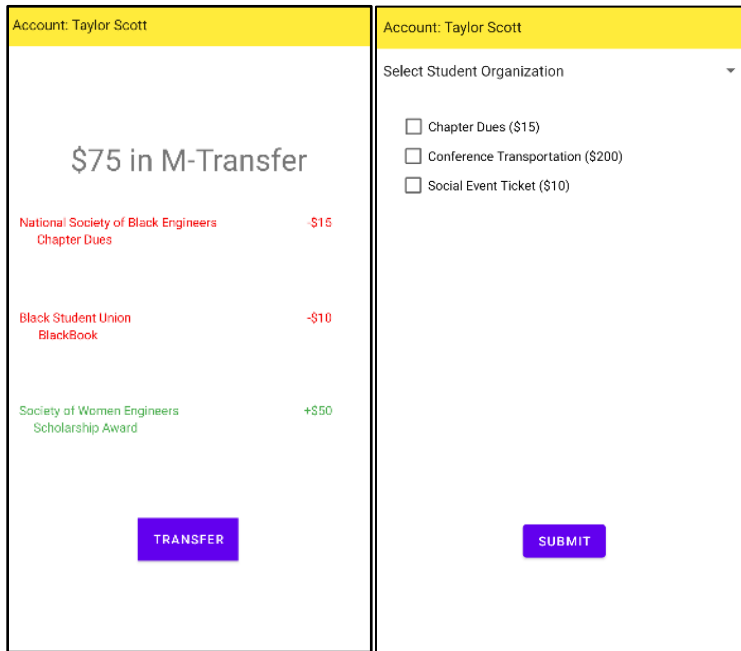 Account: Taylor Scott
$75 in M-Transfer
National Society of Black Engineers -$15
Chapter Dues
Black Student Union -$10
BlackBook
Society of Women Engineers +$50
Scholarship Award
TRANSFER
Account: Taylor Scott
Select Student Organization
Chapter Dues ($15)
Conference Transportation ($200)
Social Event Ticket ($10)
SUBMIT